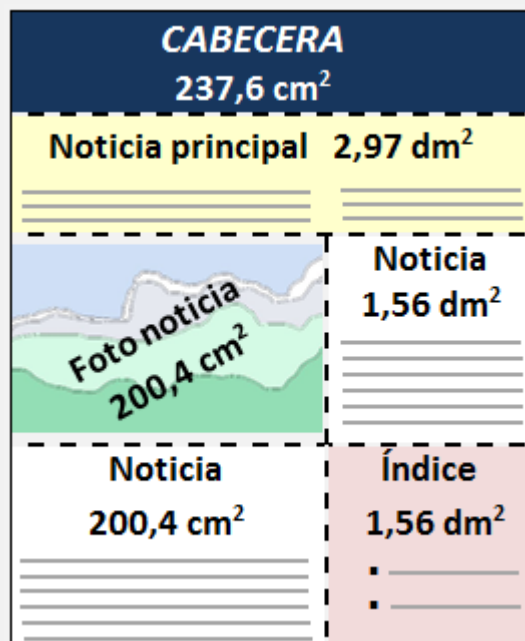 CABECERA
237,6 cm²
Noticia principal 2,97 dm²
Foto noticia
200,4 cm²
Noticia
1,56 dm²
Noticia
200,4 cm²
Índice
1,56 dm²